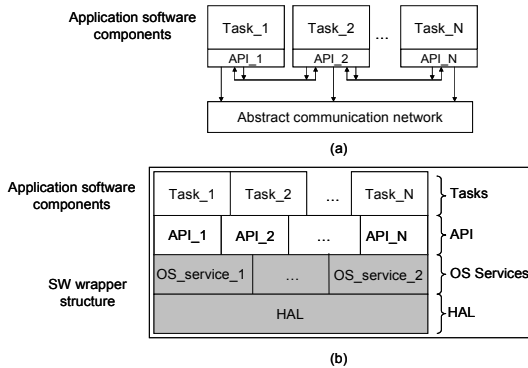 Application software
components
Task_1 Task_2 ... Task_N
API_1 API_2 API_N
Abstract communication network
(a)
Application software
components
Task_1 Task_2 ... Task_N Tasks
API_1 API_2 ... API_N API
SW wrapper
structure
OS_service_1 ... OS_service_2 OS Services
HAL HAL
(b)